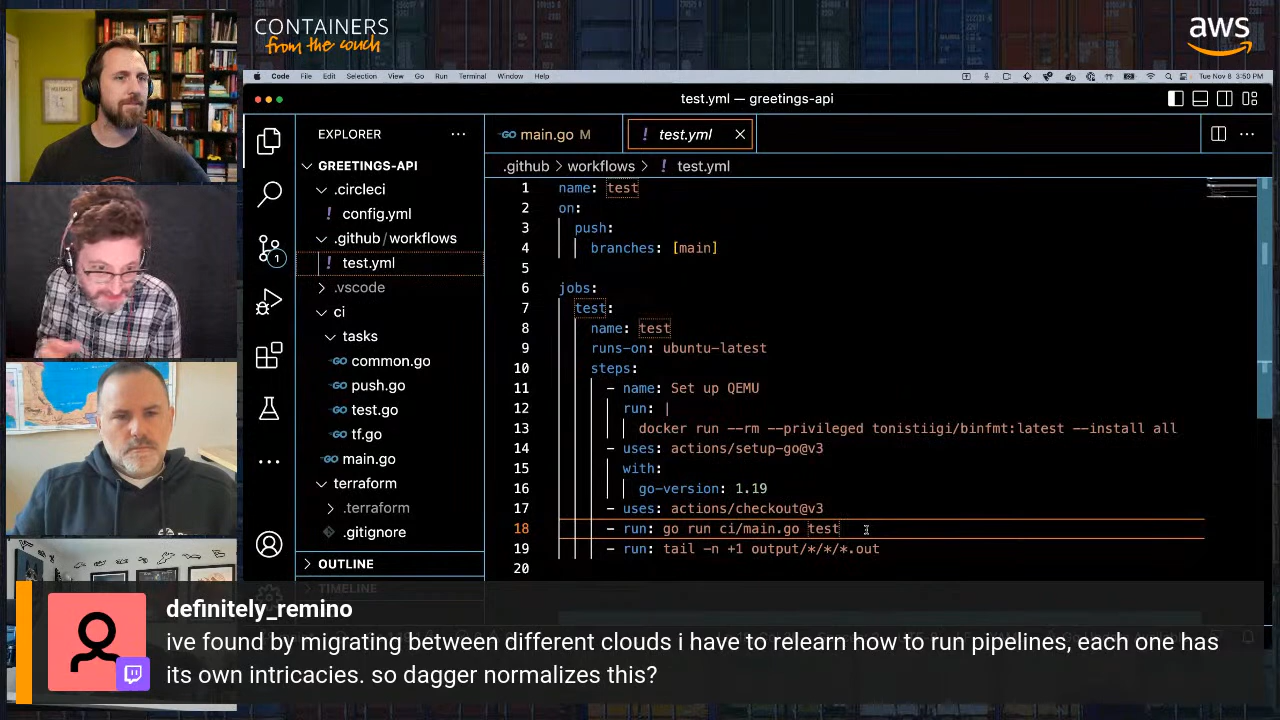 CONTAINERS
from the couch
aws
Code File Edit Selection View Go Run Terminal Window Help
Tue Nov 8 3:50 PM
test.yml — greetings-api
EXPLORER
main.go M
test.yml
.github > workflows > ! test.yml
GREETINGS-API
.circleci
! config.yml
.github/workflows
! test.yml
.vscode
ci
tasks
common.go
push.go
test.go
tf.go
main.go
terraform
.terraform
.gitignore
OUTLINE
TIMELINE
1
1 name: test
2 on:
3 push:
4 branches: [main]
5
6 jobs:
7 test:
8 name: test
9 runs-on: ubuntu-latest
10 steps:
11 - name: Set up QEMU
12 run: |
13 docker run --rm --privileged tonistiigi/binfmt:latest --install all
14 - uses: actions/setup-go@v3
15 with:
16 go-version: 1.19
17 - uses: actions/checkout@v3
18 - run: go run ci/main.go test
19 - run: tail -n +1 output/*/*/*.out
20
definitely_remino
ive found by migrating between different clouds i have to relearn how to run pipelines, each one has
its own intricacies. so dagger normalizes this?